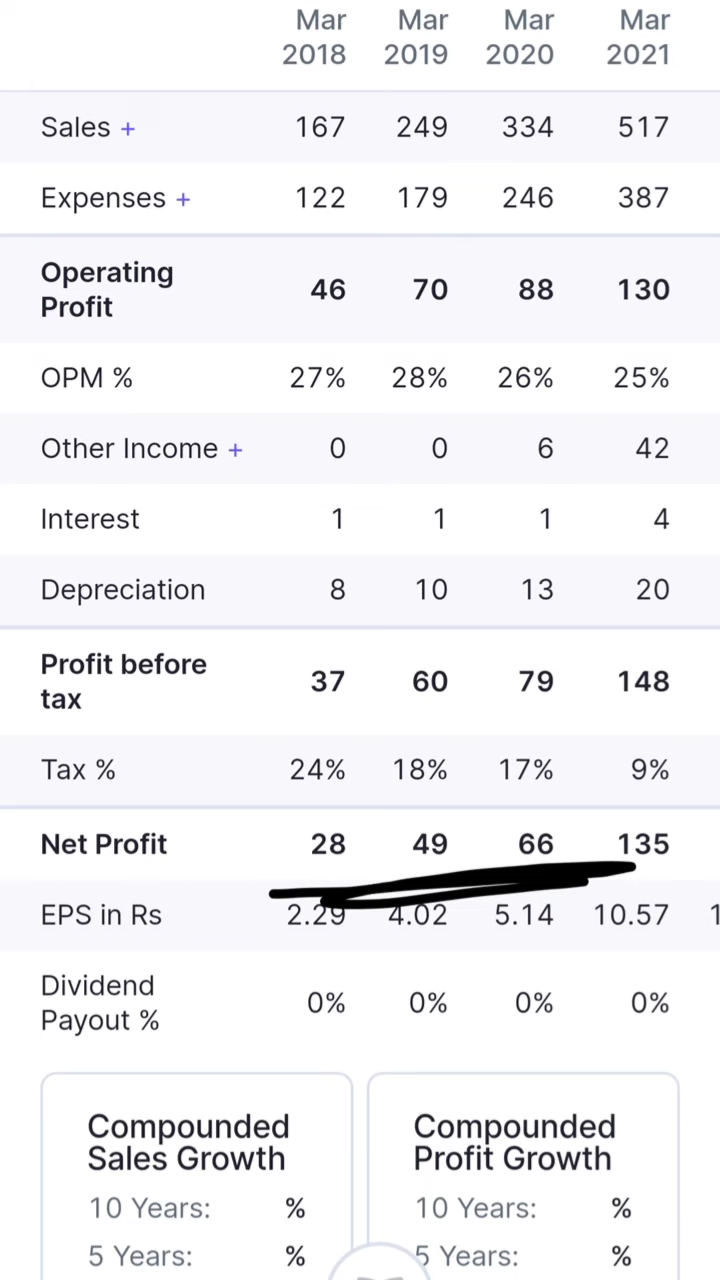 Mar Mar Mar Mar
2018 2019 2020 2021
Sales + 167 249 334 517
Expenses + 122 179 246 387
Operating
Profit 46 70 88 130
OPM % 27% 28% 26% 25%
Other Income + 0 0 6 42
Interest 1 1 1 4
Depreciation 8 10 13 20
Profit before
tax 37 60 79 148
Tax % 24% 18% 17% 9%
Net Profit 28 49 66 135
EPS in Rs 2.29 4.02 5.14 10.57 1
Dividend
Payout % 0% 0% 0% 0%
Compounded
Sales Growth
10 Years: %
5 Years: %
Compounded
Profit Growth
10 Years: %
5 Years: %